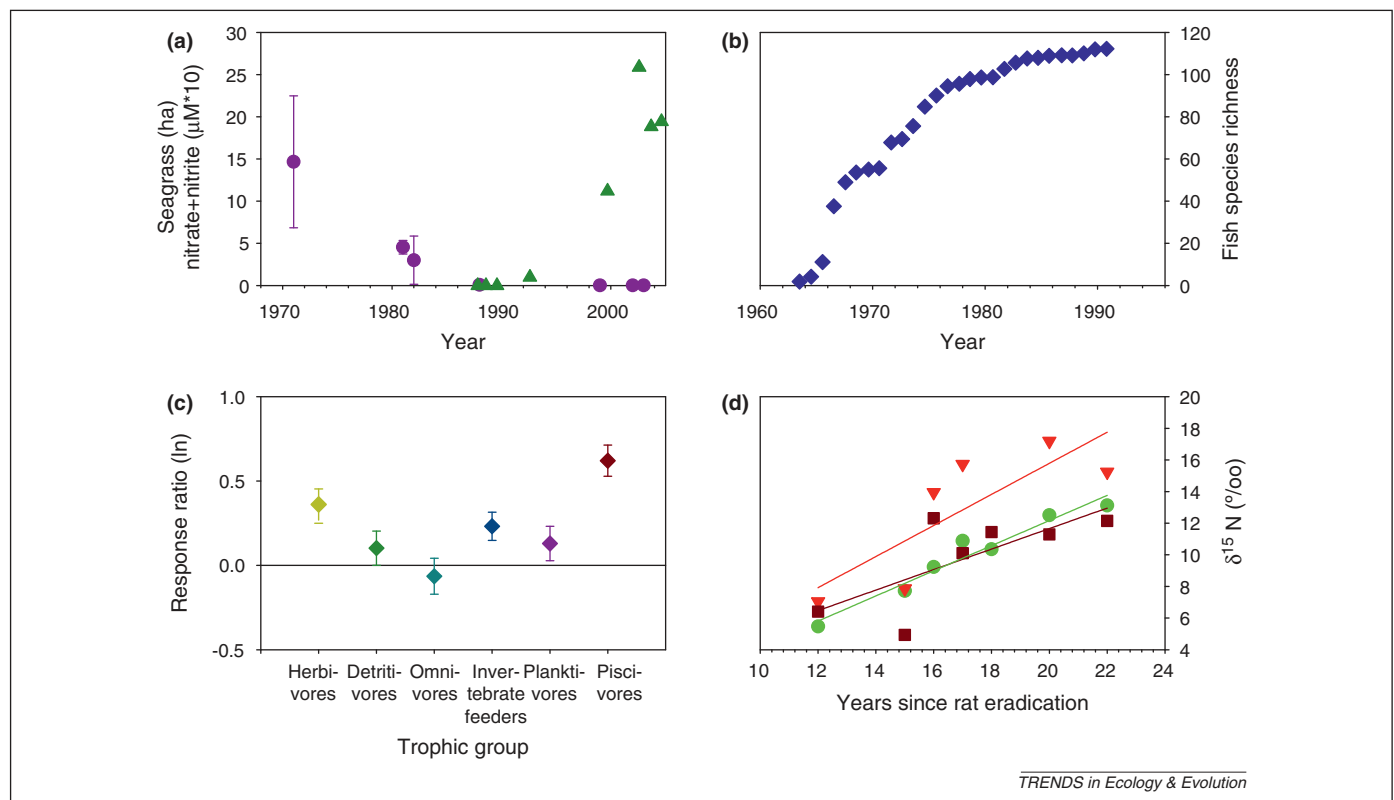 (a)
30
25
20
15
10
5
0
Seagrass (ha)
nitrate+nitrite (µM*10)
1970
1980
1990
2000
Year
(b)
120
100
80
60
40
20
0
Fish species richness
1960
1970
1980
1990
Year
(c)
1.0
0.5
0.0
-0.5
Response ratio (ln)
Herbi-
vores
Detriti-
vores
Omni-
vores
Inver-
tebrate
feeders
Plankti-
vores
Pisci-
vores
Trophic group
(d)
20
18
16
14
12
10
8
6
4
δ¹⁵ N (º/oo)
10
12
14
16
18
20
22
24
Years since rat eradication
TRENDS in Ecology & Evolution